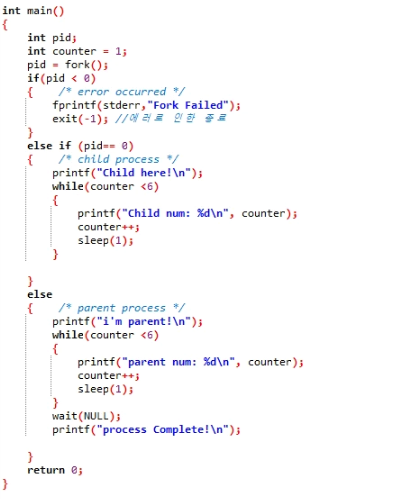 int main()
{
int pid;
int counter = 1;
pid = fork();
if(pid < 0)
{ /* error occurred */
fprintf(stderr,"Fork Failed");
exit(-1); //에러로 인한 종료
}
else if (pid== 0)
{ /* child process */
printf("Child here!\n");
while(counter <6)
{
printf("Child num: %d\n", counter);
counter++;
sleep(1);
}
}
else
{ /* parent process */
printf("i'm parent!\n");
while(counter <6)
{
printf("parent num: %d\n", counter);
counter++;
sleep(1);
}
wait(NULL);
printf("process Complete!\n");
}
return 0;
}